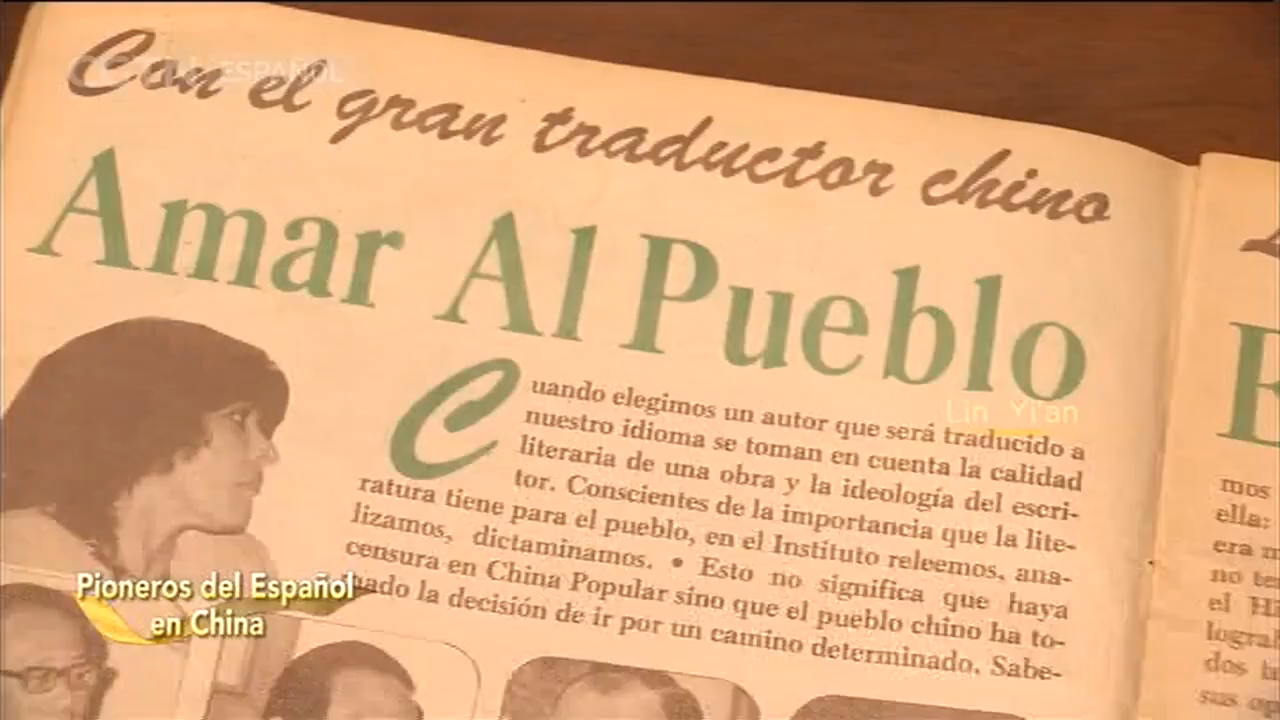 ESPAÑOL
Con el gran traductor chino
Amar Al Pueblo
Cuando elegimos un autor que será traducido a
nuestro idioma se toman en cuenta la calidad
literaria de una obra y la ideología del escri-
tor. Conscientes de la importancia que la lite-
ratura tiene para el pueblo, en el Instituto releemos, ana-
lizamos, dictaminamos. • Esto no significa que haya
censura en China Popular sino que el pueblo chino ha to-
mado la decisión de ir por un camino determinado. Sabe-
Lin Yi'an
Pioneros del Español
en China
E
mos
ella:
era m
no te
el H
logra
dos
sus op